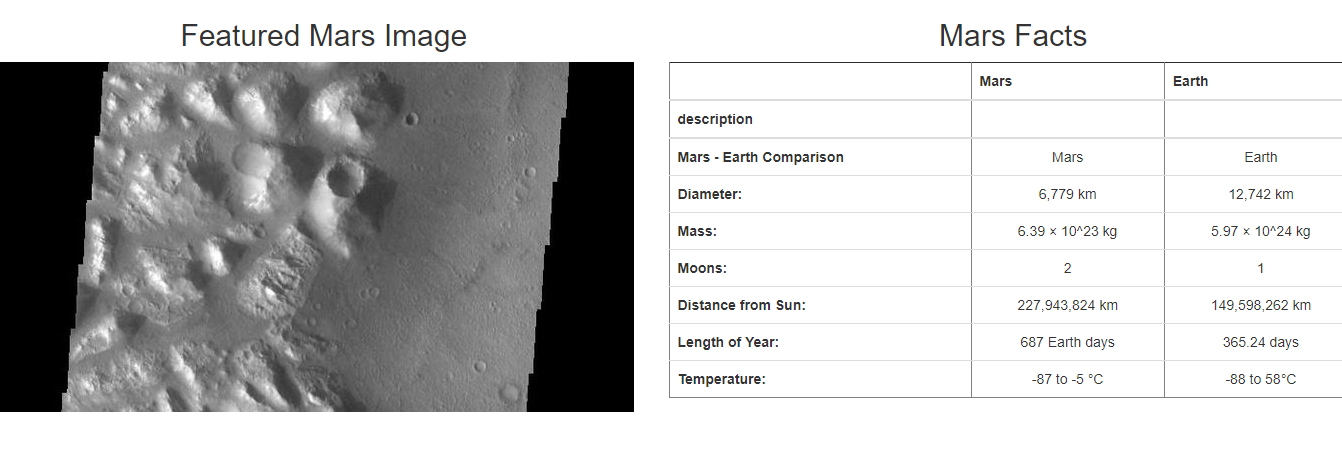 Featured Mars Image
Mars Facts
Mars Earth
description
Mars - Earth Comparison Mars Earth
Diameter: 6,779 km 12,742 km
Mass: 6.39 × 10^23 kg 5.97 × 10^24 kg
Moons: 2 1
Distance from Sun: 227,943,824 km 149,598,262 km
Length of Year: 687 Earth days 365.24 days
Temperature: -87 to -5 °C -88 to 58°C